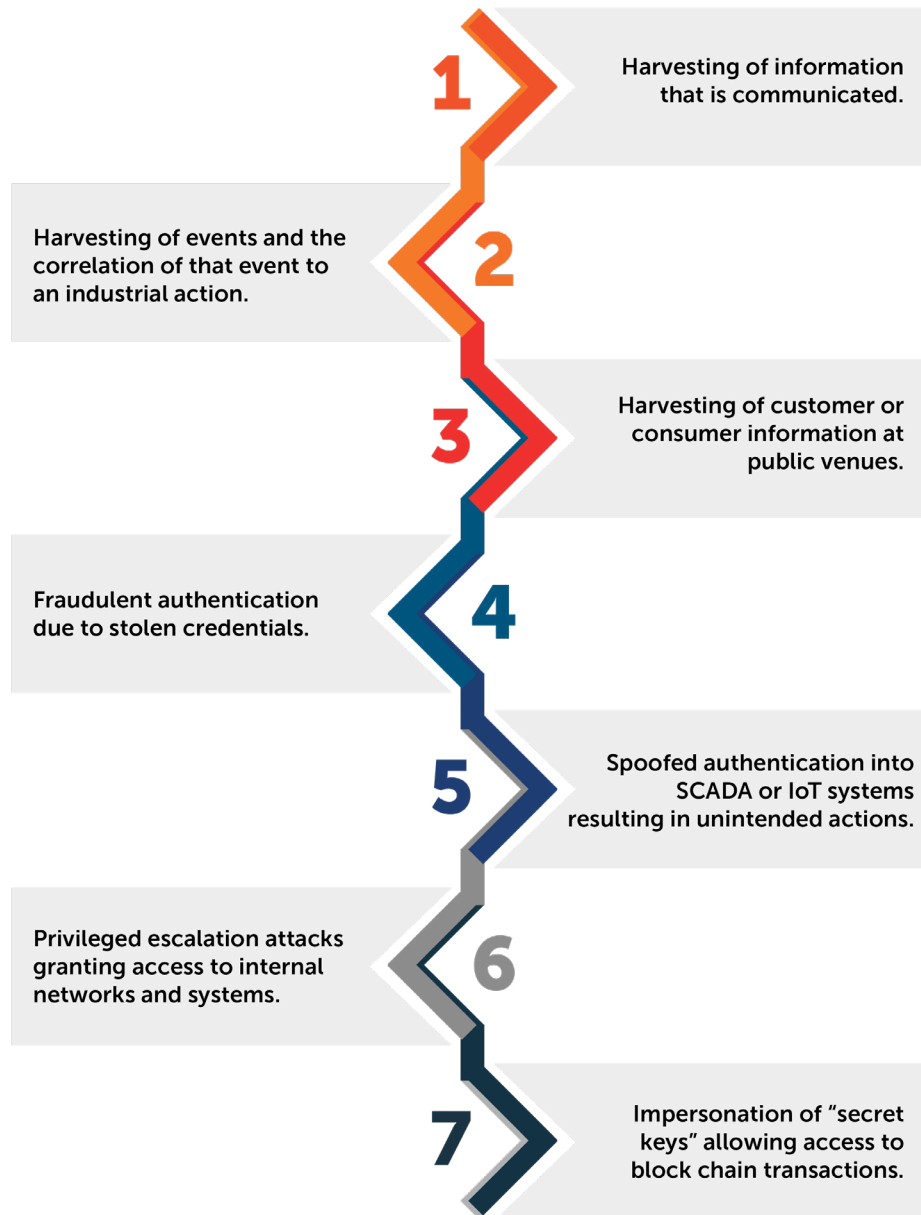 1
Harvesting of information
that is communicated.
2
Harvesting of events and the
correlation of that event to
an industrial action.
3
Harvesting of customer or
consumer information at
public venues.
4
Fraudulent authentication
due to stolen credentials.
5
Spoofed authentication into
SCADA or IoT systems
resulting in unintended actions.
6
Privileged escalation attacks
granting access to internal
networks and systems.
7
Impersonation of “secret
keys” allowing access to
block chain transactions.